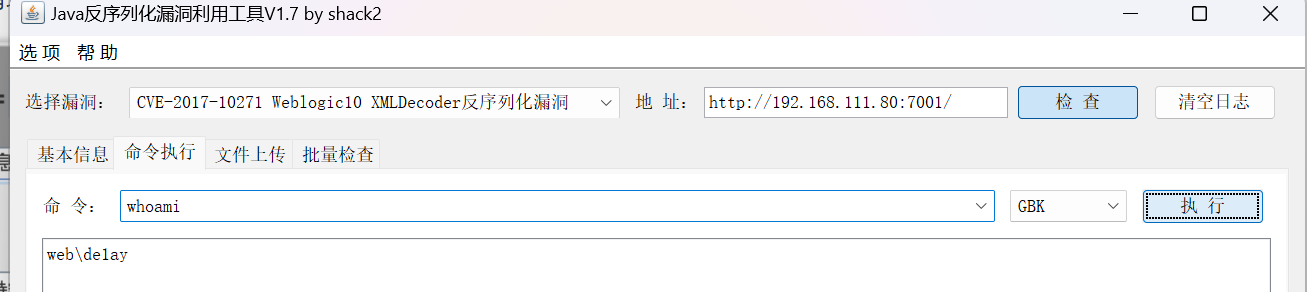 Java反序列化漏洞利用工具V1.7 by shack2
选项 帮助
选择漏洞： CVE-2017-10271 Weblogic10 XMLDecoder反序列化漏洞 地 址： http://192.168.111.80:7001/ 检 查 清空日志
基本信息 命令执行 文件上传 批量检查
命 令： whoami GBK 执 行
web\delay